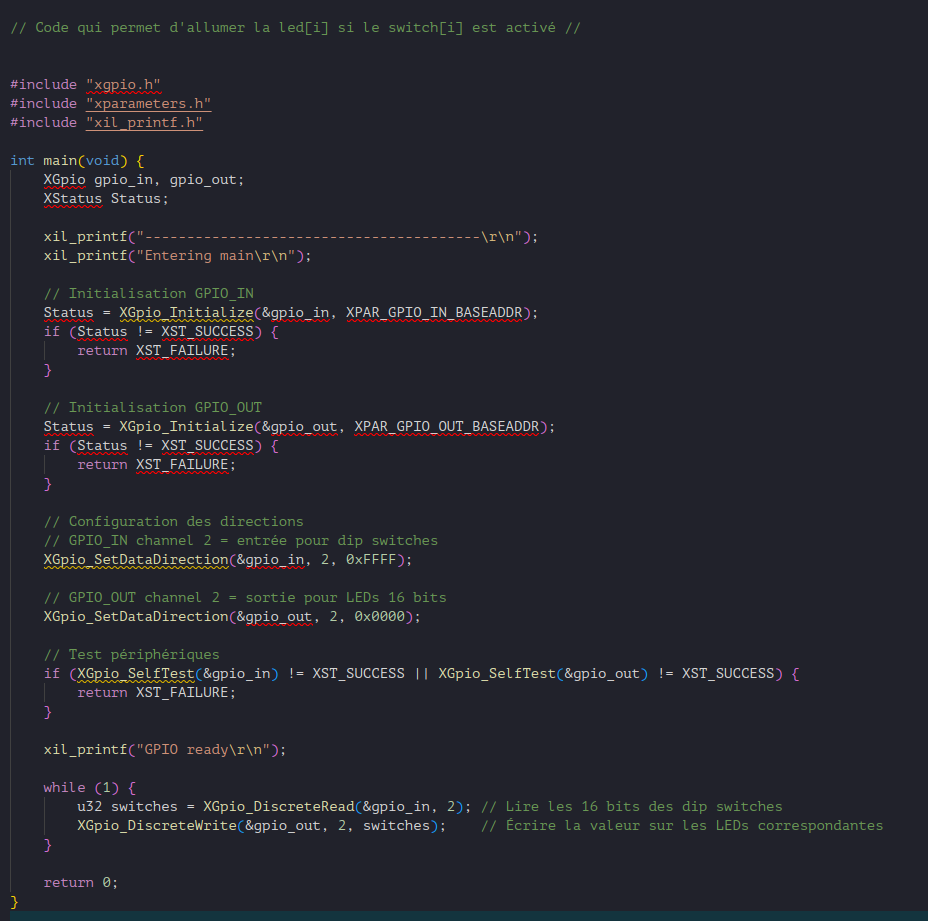 // Code qui permet d'allumer la led[i] si le switch[i] est activé //
#include "xgpio.h"
#include "xparameters.h"
#include "xil_printf.h"
int main(void) {
XGpio gpio_in, gpio_out;
XStatus Status;
xil_printf("----------------------------------------\r\n");
xil_printf("Entering main\r\n");
// Initialisation GPIO_IN
Status = XGpio_Initialize(&gpio_in, XPAR_GPIO_IN_BASEADDR);
if (Status != XST_SUCCESS) {
return XST_FAILURE;
}
// Initialisation GPIO_OUT
Status = XGpio_Initialize(&gpio_out, XPAR_GPIO_OUT_BASEADDR);
if (Status != XST_SUCCESS) {
return XST_FAILURE;
}
// Configuration des directions
// GPIO_IN channel 2 = entrée pour dip switches
XGpio_SetDataDirection(&gpio_in, 2, 0xFFFF);
// GPIO_OUT channel 2 = sortie pour LEDs 16 bits
XGpio_SetDataDirection(&gpio_out, 2, 0x0000);
// Test périphériques
if (XGpio_SelfTest(&gpio_in) != XST_SUCCESS || XGpio_SelfTest(&gpio_out) != XST_SUCCESS) {
return XST_FAILURE;
}
xil_printf("GPIO ready\r\n");
while (1) {
u32 switches = XGpio_DiscreteRead(&gpio_in, 2); // Lire les 16 bits des dip switches
XGpio_DiscreteWrite(&gpio_out, 2, switches); // Écrire la valeur sur les LEDs correspondantes
}
return 0;
}